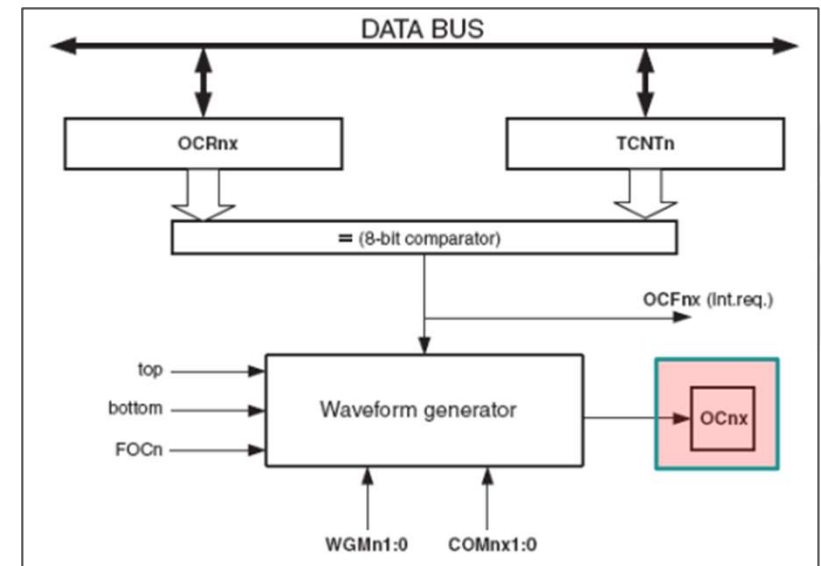 DATA BUS
OCRnx
TCNTn
= (8-bit comparator)
OCFnx (Int.req.)
top
bottom
FOCn
Waveform generator
OCnx
WGMn1:0
COMnx1:0